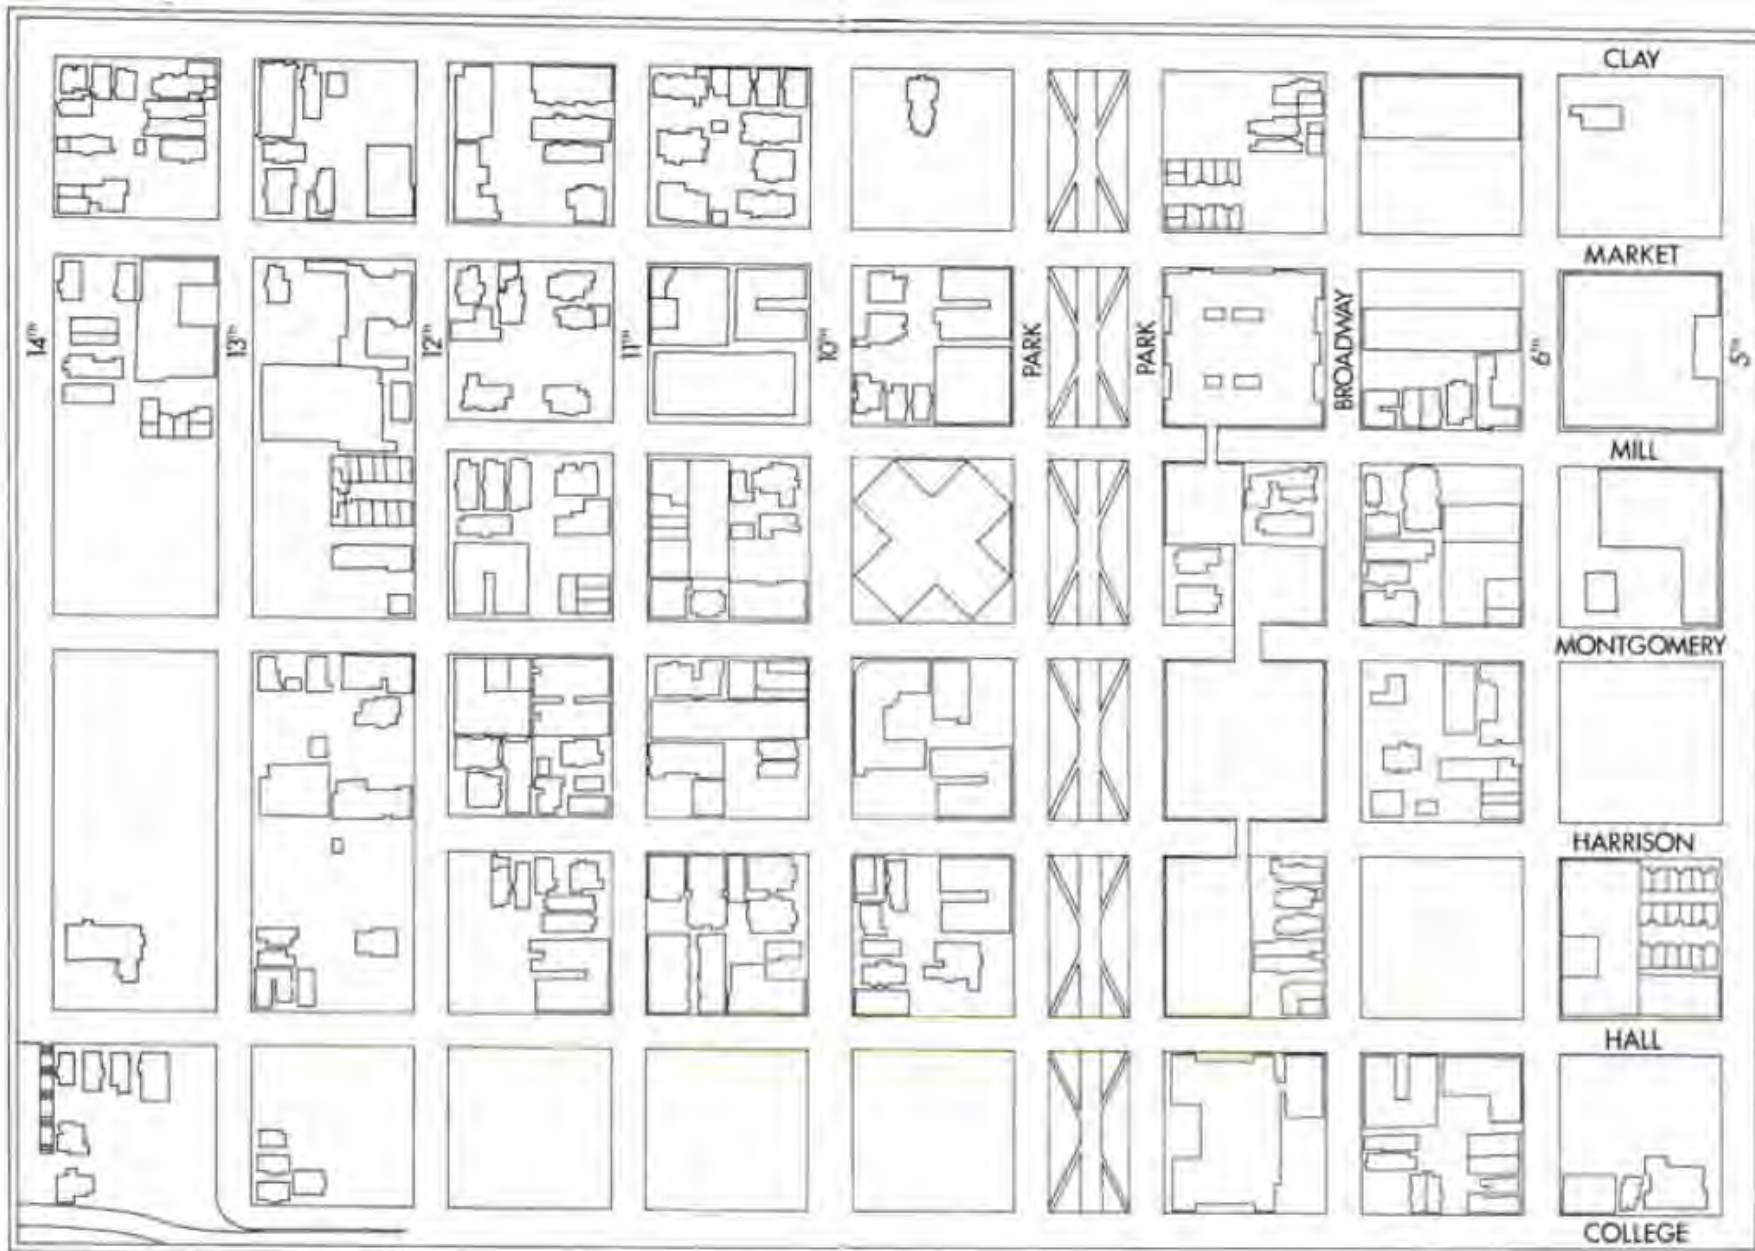 CLAY
MARKET
14TH
13TH
12TH
11TH
10TH
PARK
PARK
BROADWAY
6TH
5TH
MILL
MONTGOMERY
HARRISON
HALL
COLLEGE